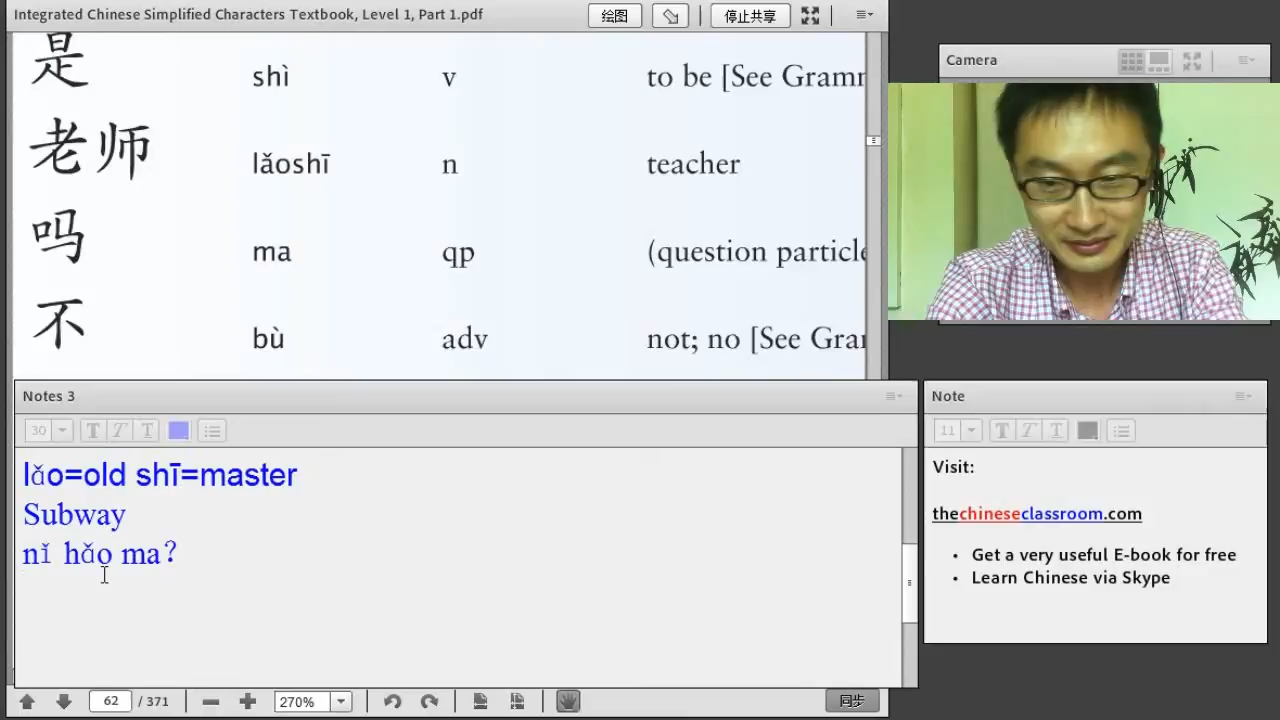 Integrated Chinese Simplified Characters Textbook, Level 1, Part 1.pdf
绘图
停止共享
是 shì v to be [See Gramm
老师 lǎoshī n teacher
吗 ma qp (question particle
不 bù adv not; no [See Gra
Camera
Notes 3
30
lǎo=old shī=master
Subway
nǐ hǎo ma?
Note
11
Visit:
thechineseclassroom.com
• Get a very useful E-book for free
• Learn Chinese via Skype
62 / 371
270%
同步